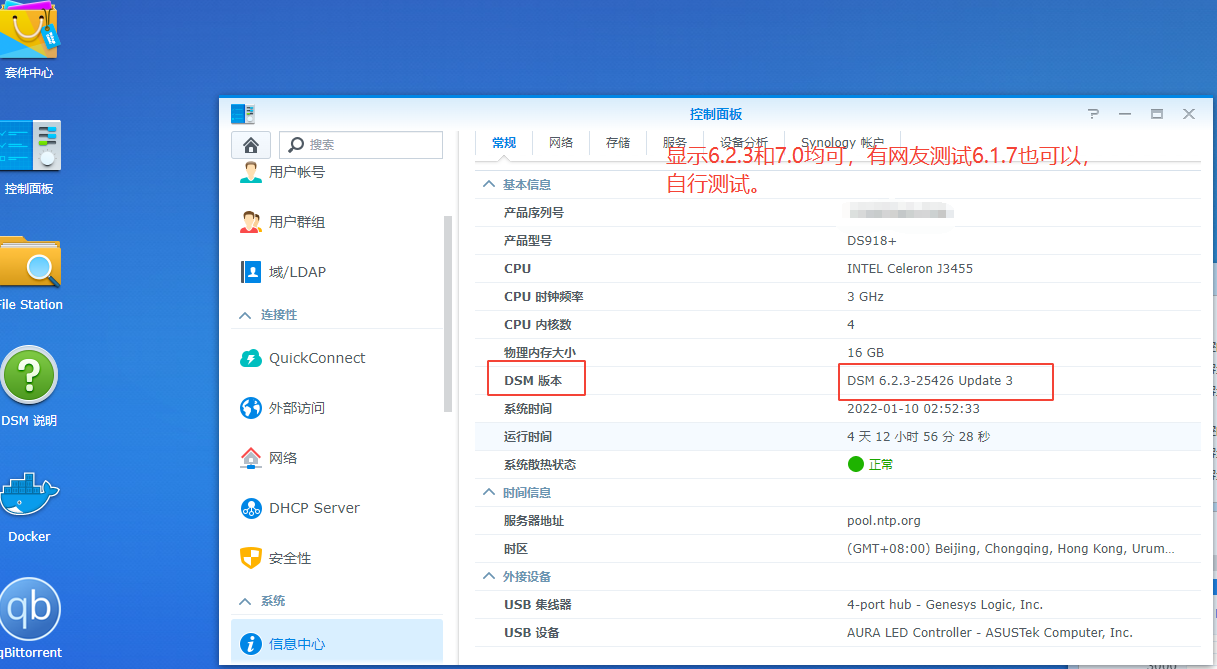 套件中心
控制面板
File Station
DSM 说明
Docker
qBittorrent
控制面板
搜索
用户帐号
用户群组
域/LDAP
连接性
QuickConnect
外部访问
网络
DHCP Server
安全性
系统
信息中心
常规
网络
存储
服务
设备分析
Synology 帐户
显示6.2.3和7.0均可，有网友测试6.1.7也可以，
自行测试。
基本信息
产品序列号
产品型号 DS918+
CPU INTEL Celeron J3455
CPU 时钟频率 3 GHz
CPU 内核数 4
物理内存大小 16 GB
DSM 版本 DSM 6.2.3-25426 Update 3
系统时间 2022-01-10 02:52:33
运行时间 4 天 12 小时 56 分 28 秒
系统散热状态 正常
时间信息
服务器地址 pool.ntp.org
时区 (GMT+08:00) Beijing, Chongqing, Hong Kong, Urum...
外接设备
USB 集线器 4-port hub - Genesys Logic, Inc.
USB 设备 AURA LED Controller - ASUSTek Computer, Inc.